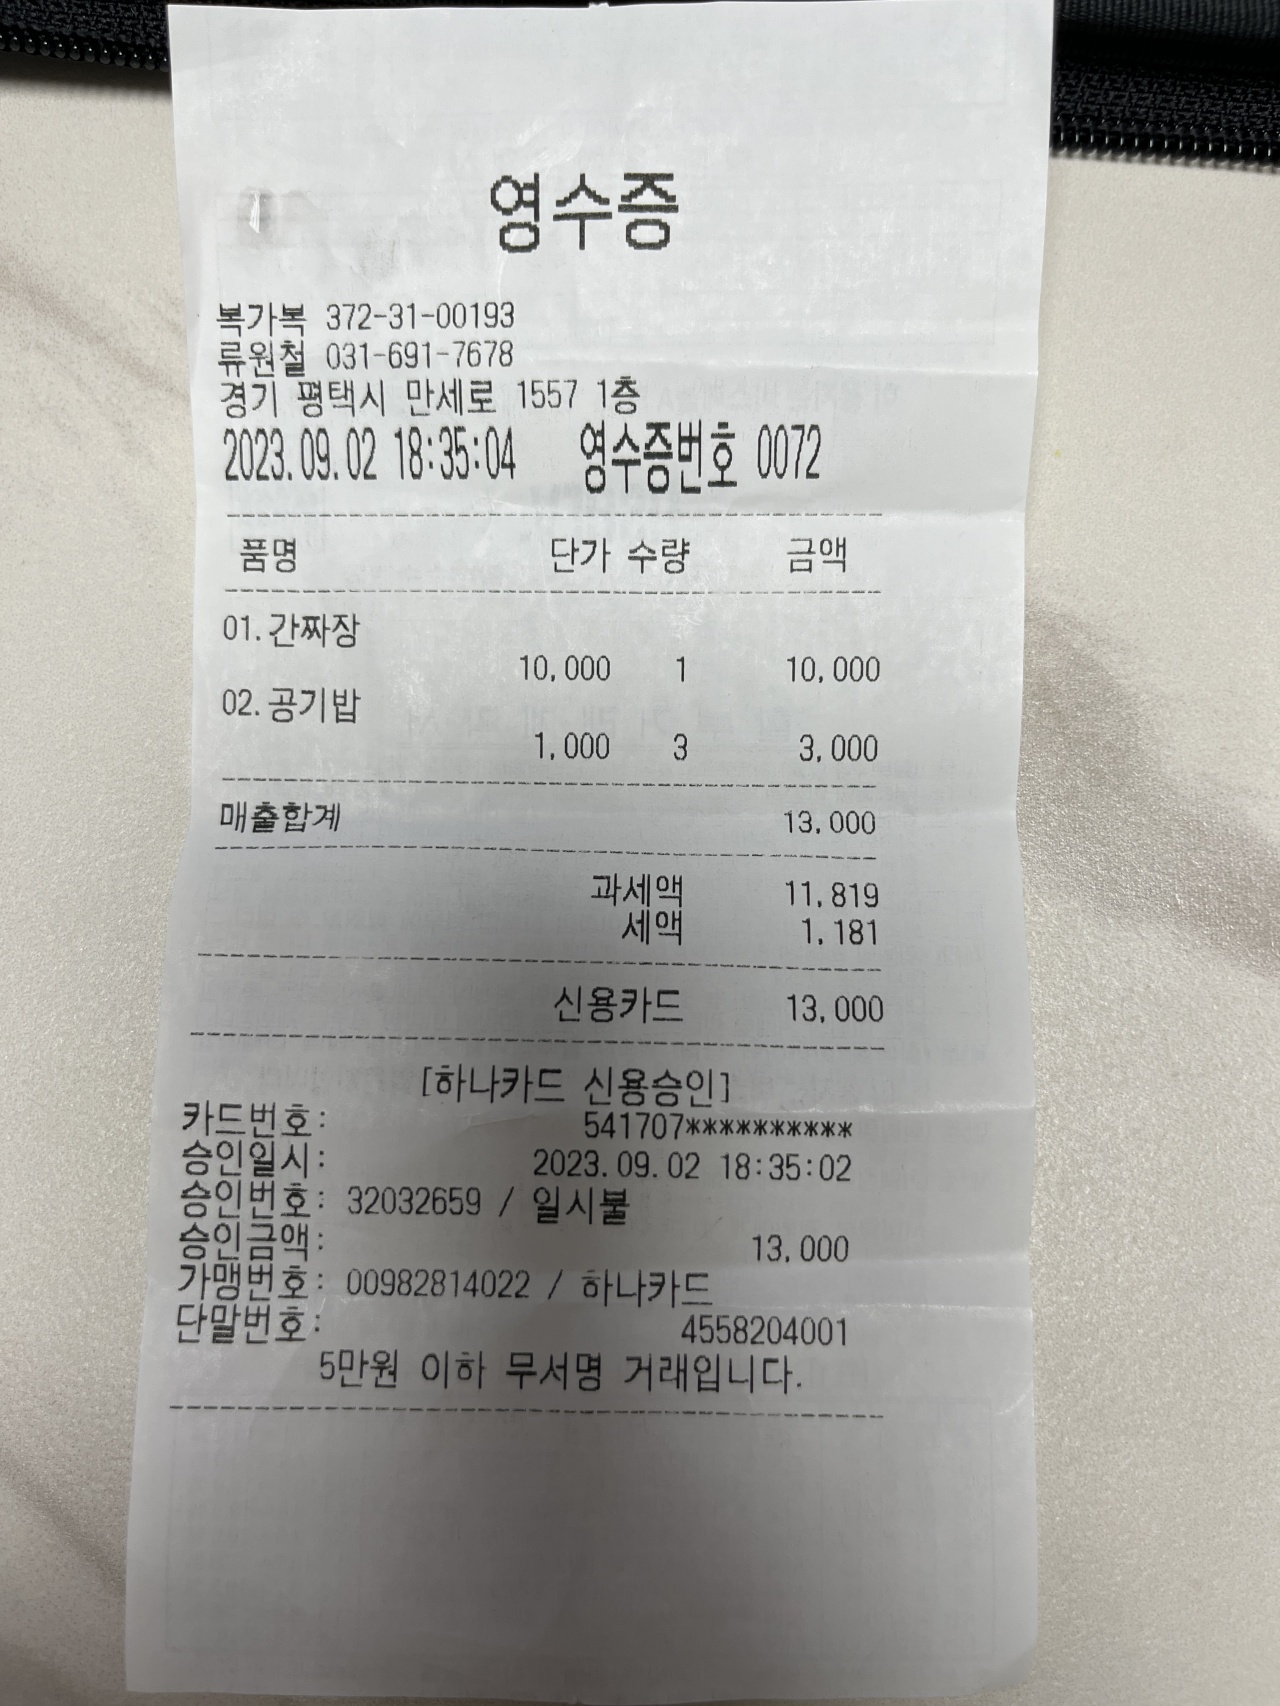 영수증
복가복 372-31-00193
류원철 031-691-7678
경기 평택시 만세로 1557 1층
2023.09.02 18:35:04 영수증번호 0072
품명 단가 수량 금액
01.간짜장
10,000 1 10,000
02.공기밥
1,000 3 3,000
매출합계 13,000
과세액 11,819
세액 1,181
신용카드 13,000
[하나카드 신용승인]
카드번호: 541707**********
승인일시: 2023.09.02 18:35:02
승인번호: 32032659 / 일시불
승인금액: 13,000
가맹번호: 00982814022 / 하나카드
단말번호: 4558204001
5만원 이하 무서명 거래입니다.